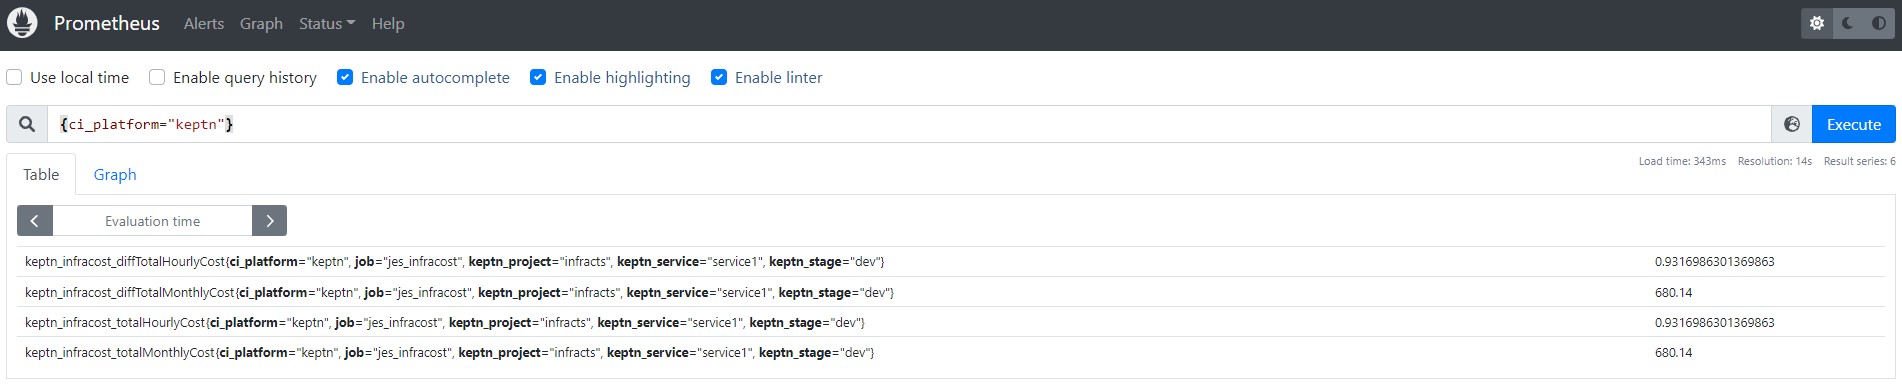 Prometheus Alerts Graph Status Help
Use local time Enable query history Enable autocomplete Enable highlighting Enable linter
{ci_platform="keptn"} Execute
Table Graph Load time: 343ms Resolution: 14s Result series: 6
Evaluation time
keptn_infracost_diffTotalHourlyCost{ci_platform="keptn", job="jes_infracost", keptn_project="infracts", keptn_service="service1", keptn_stage="dev"} 0.9316986301369863
keptn_infracost_diffTotalMonthlyCost{ci_platform="keptn", job="jes_infracost", keptn_project="infracts", keptn_service="service1", keptn_stage="dev"} 680.14
keptn_infracost_totalHourlyCost{ci_platform="keptn", job="jes_infracost", keptn_project="infracts", keptn_service="service1", keptn_stage="dev"} 0.9316986301369863
keptn_infracost_totalMonthlyCost{ci_platform="keptn", job="jes_infracost", keptn_project="infracts", keptn_service="service1", keptn_stage="dev"} 680.14